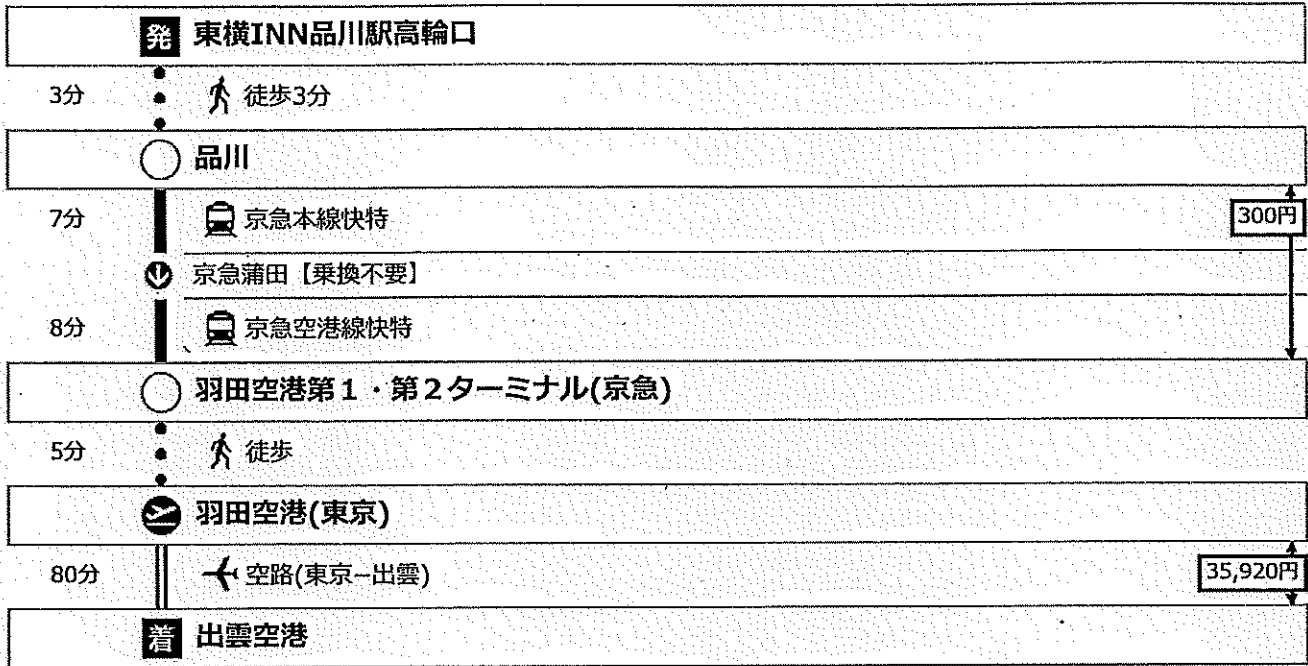 発 東横INN品川駅高輪口
3分 徒歩3分
品川
7分 京急本線快特 300円
京急蒲田【乗換不要】
8分 京急空港線快特
羽田空港第1・第2ターミナル(京急)
5分 徒歩
羽田空港(東京)
80分 空路(東京−出雲) 35,920円
着 出雲空港